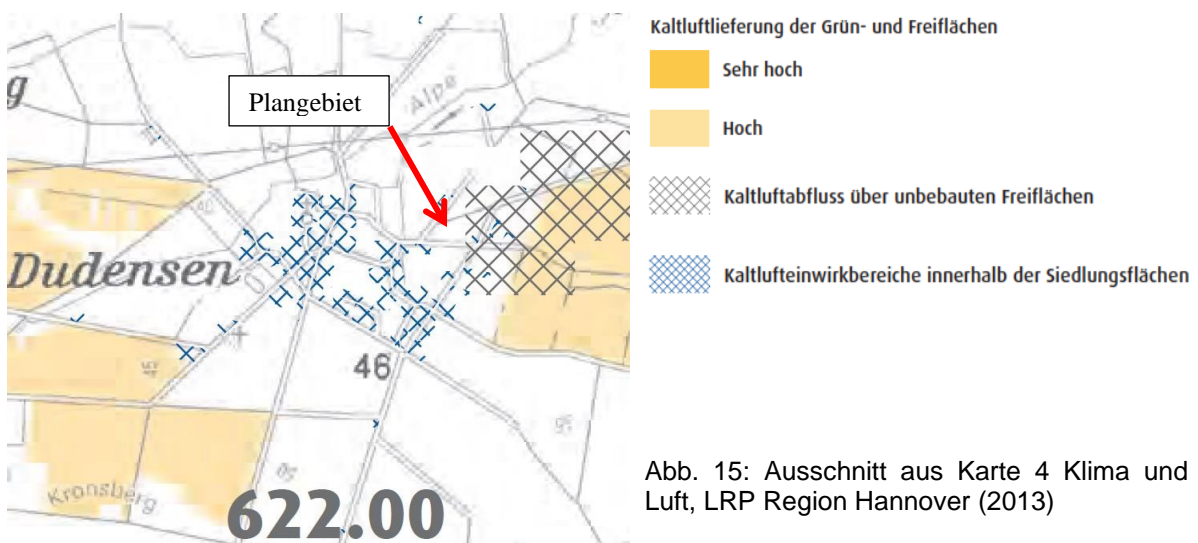 Plangebiet
Alpe
g
Dudensen
46
Kronsberg
622.00
Kaltluftlieferung der Grün- und Freiflächen
Sehr hoch
Hoch
Kaltluftabfluss über unbebauten Freiflächen
Kaltlufteinwirkbereiche innerhalb der Siedlungsflächen
Abb. 15: Ausschnitt aus Karte 4 Klima und
Luft, LRP Region Hannover (2013)